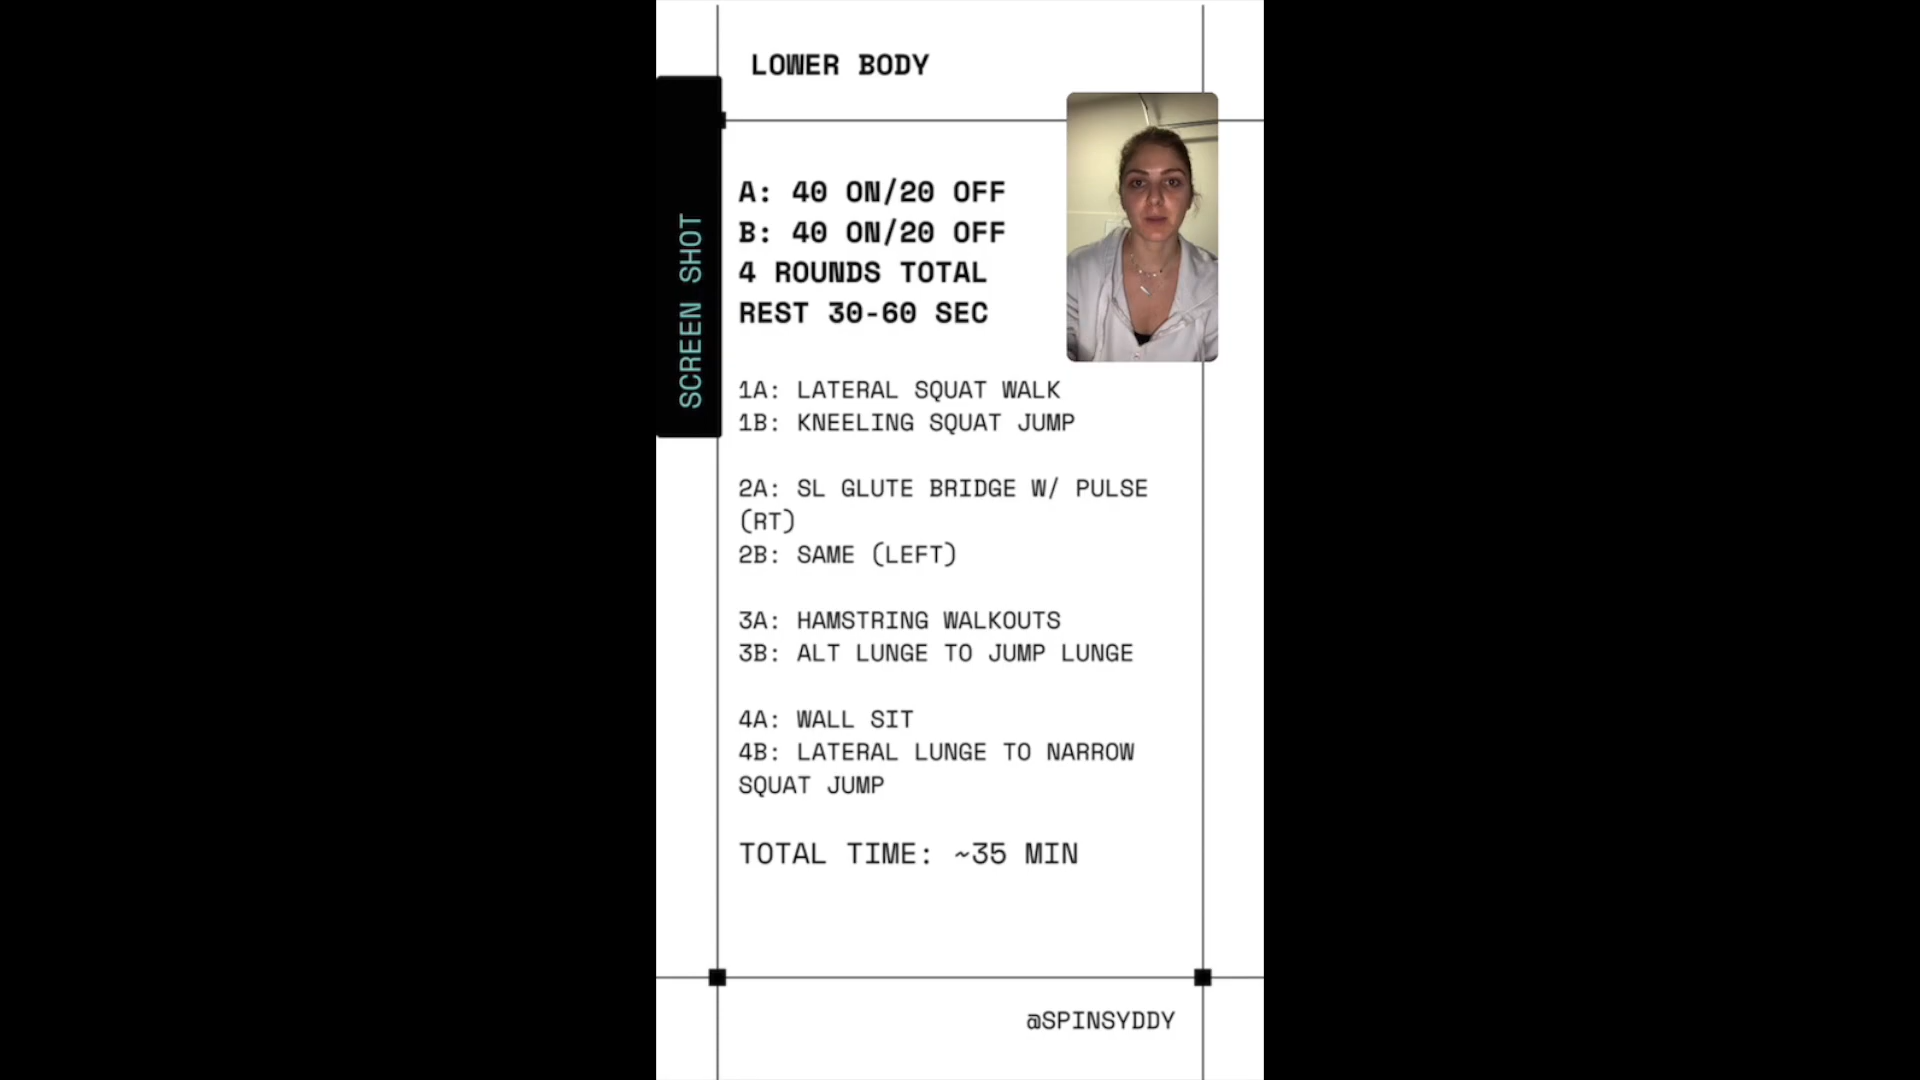 LOWER BODY
SCREEN SHOT
A: 40 ON/20 OFF
B: 40 ON/20 OFF
4 ROUNDS TOTAL
REST 30-60 SEC
1A: LATERAL SQUAT WALK
1B: KNEELING SQUAT JUMP
2A: SL GLUTE BRIDGE W/ PULSE
(RT)
2B: SAME (LEFT)
3A: HAMSTRING WALKOUTS
3B: ALT LUNGE TO JUMP LUNGE
4A: WALL SIT
4B: LATERAL LUNGE TO NARROW
SQUAT JUMP
TOTAL TIME: ~35 MIN
@SPINSYDDY